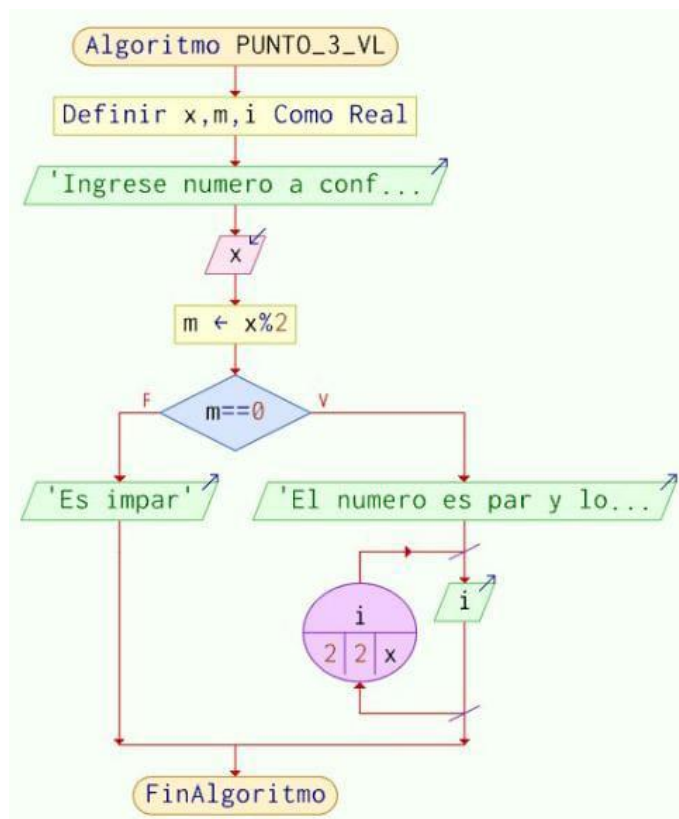 Algoritmo PUNTO_3_VL
Definir x,m,i Como Real
'Ingrese numero a conf...
x
m ← x%2
F
m==0
V
'Es impar'
'El numero es par y lo...
i
i
2 2 x
FinAlgoritmo